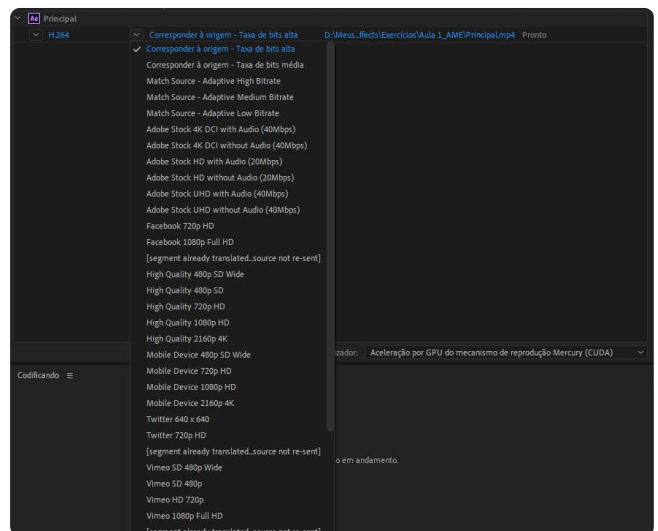 Ae Principal
H.264 Corresponder à origem - Taxa de bits alta D:\Meus_ffects\Exercícios\Aula 1_AME\Principal.mp4 Pronto
Corresponder à origem - Taxa de bits alta
Corresponder à origem - Taxa de bits média
Match Source - Adaptive High Bitrate
Match Source - Adaptive Medium Bitrate
Match Source - Adaptive Low Bitrate
Adobe Stock 4K DCI with Audio (40Mbps)
Adobe Stock 4K DCI without Audio (40Mbps)
Adobe Stock HD with Audio (20Mbps)
Adobe Stock HD without Audio (20Mbps)
Adobe Stock UHD with Audio (40Mbps)
Adobe Stock UHD without Audio (40Mbps)
Facebook 720p HD
Facebook 1080p Full HD
[segment already translated_source not re-sent]
High Quality 480p SD Wide
High Quality 480p SD
High Quality 720p HD
High Quality 1080p HD
High Quality 2160p 4K
izador: Aceleração por GPU do mecanismo de reprodução Mercury (CUDA)
Mobile Device 480p SD Wide
Mobile Device 720p HD
Codificando
Mobile Device 1080p HD
Mobile Device 2160p 4K
Twitter 640 x 640
Twitter 720p HD
[segment already translated_source not re-sent]
o em andamento.
Vimeo SD 480p Wide
Vimeo SD 480p
Vimeo HD 720p
Vimeo 1080p Full HD